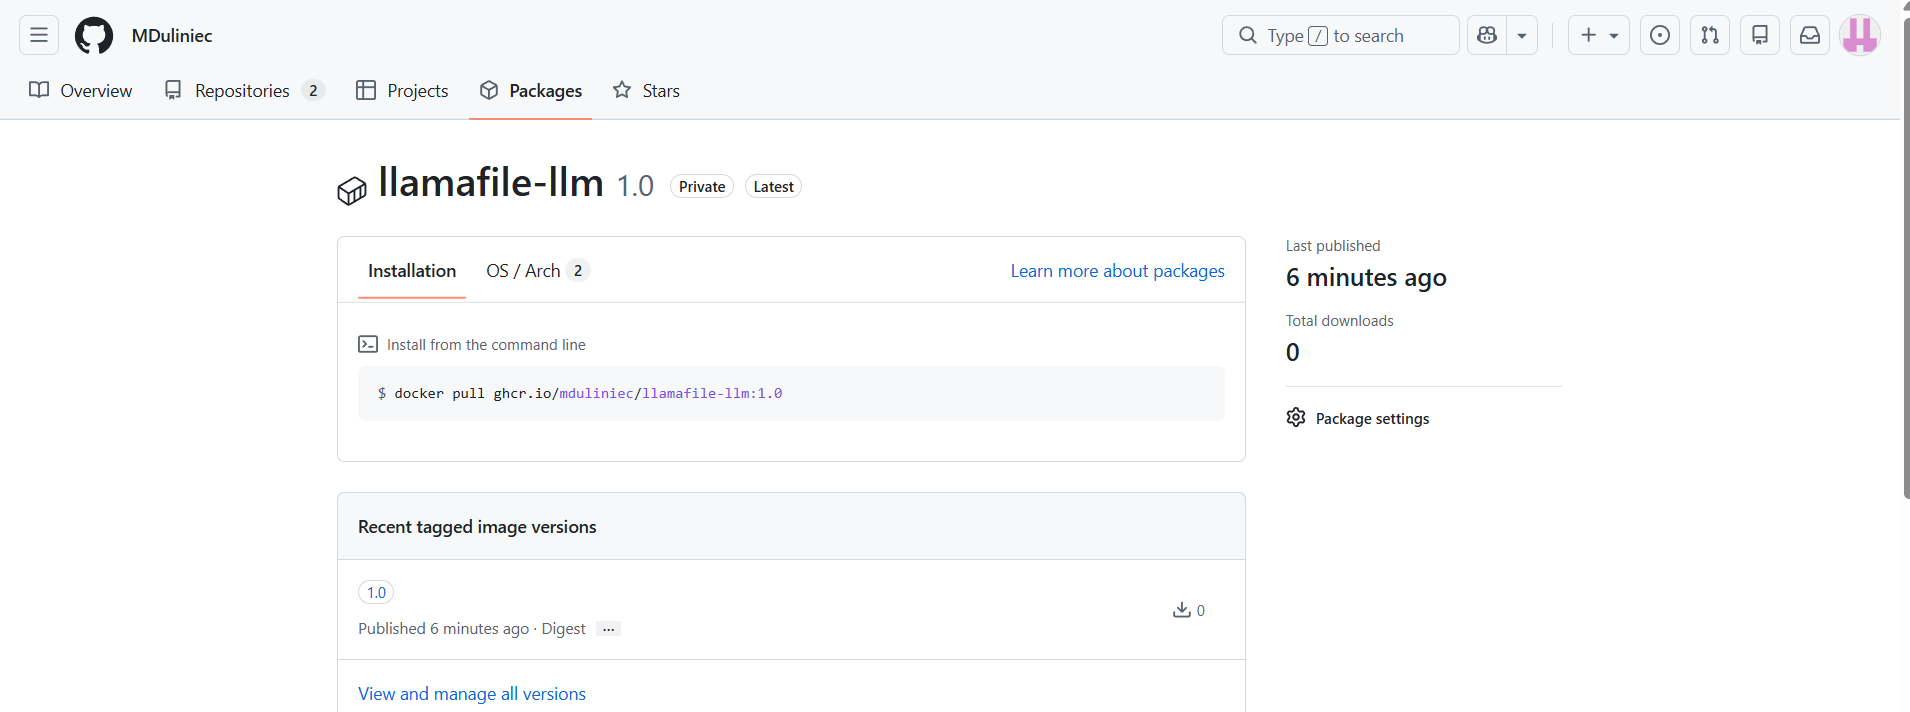 MDuliniec
Type / to search
Overview
Repositories 2
Projects
Packages
Stars
llamafile-llm 1.0 Private Latest
Installation
OS / Arch 2
Learn more about packages
Install from the command line
$ docker pull ghcr.io/mduliniec/llamafile-llm:1.0
Last published
6 minutes ago
Total downloads
0
Package settings
Recent tagged image versions
1.0
Published 6 minutes ago · Digest ...
0
View and manage all versions